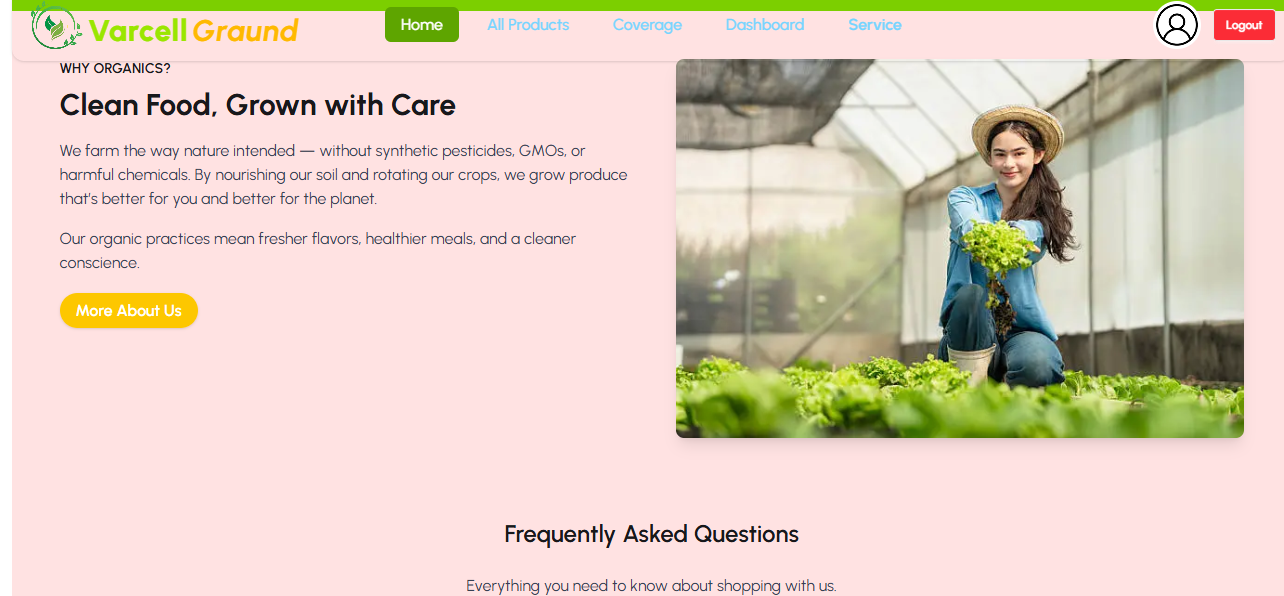 Varcell Graund
Home
All Products
Coverage
Dashboard
Service
Logout
WHY ORGANICS?
Clean Food, Grown with Care
We farm the way nature intended — without synthetic pesticides, GMOs, or
harmful chemicals. By nourishing our soil and rotating our crops, we grow produce
that's better for you and better for the planet.
Our organic practices mean fresher flavors, healthier meals, and a cleaner
conscience.
More About Us
Frequently Asked Questions
Everything you need to know about shopping with us.